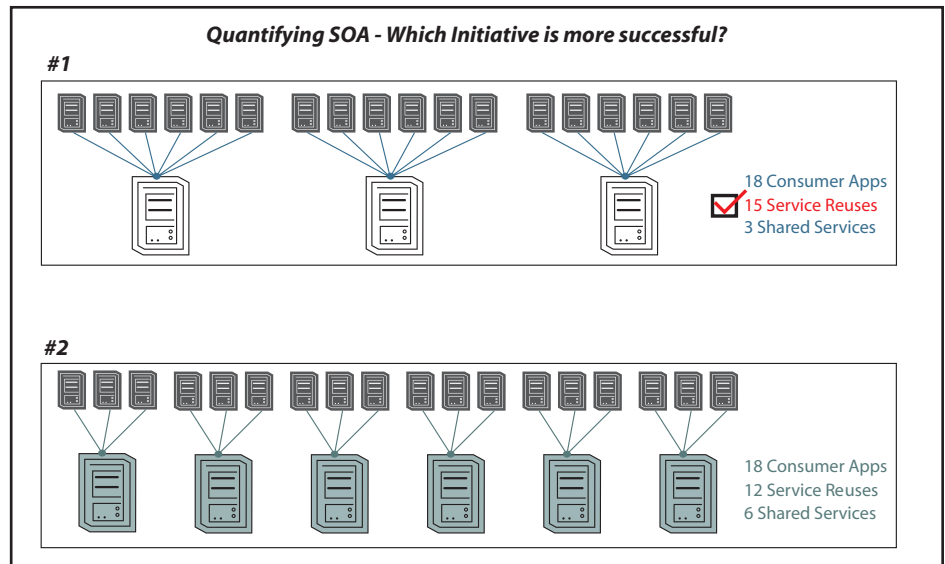 Quantifying SOA - Which Initiative is more successful?
#1
18 Consumer Apps
15 Service Reuses
3 Shared Services
#2
18 Consumer Apps
12 Service Reuses
6 Shared Services